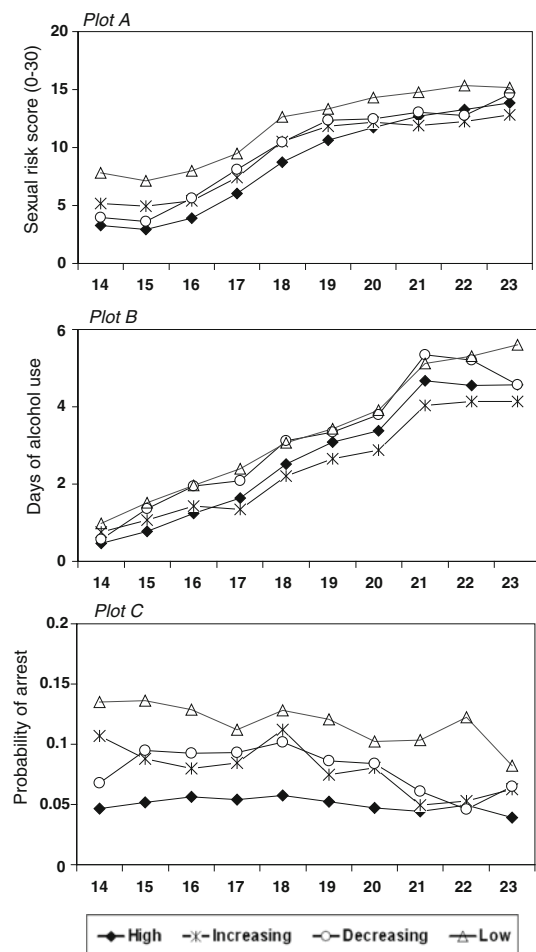 Plot A
20
15
10
5
0
Sexual risk score (0-30)
14 15 16 17 18 19 20 21 22 23
Plot B
6
4
2
0
Days of alcohol use
14 15 16 17 18 19 20 21 22 23
Plot C
0.2
0.15
0.1
0.05
0
Probability of arrest
14 15 16 17 18 19 20 21 22 23
High Increasing Decreasing Low